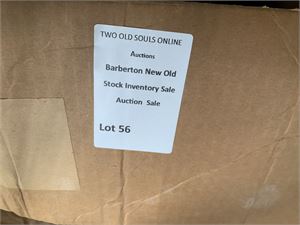 TWO OLD SOULS ONLINE
Auctions
Barberton New Old
Stock Inventory Sale
Auction Sale
Lot 56